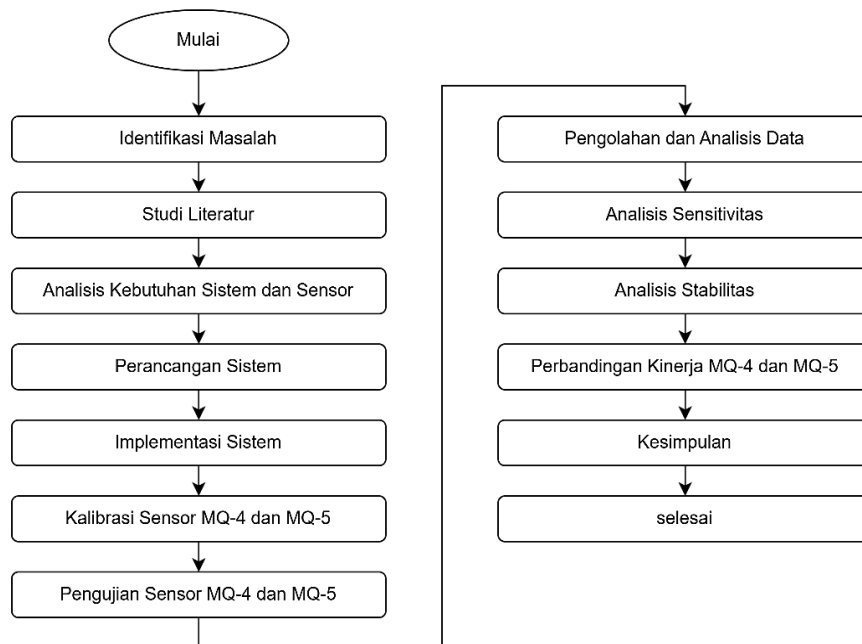 Mulai
Identifikasi Masalah
Studi Literatur
Analisis Kebutuhan Sistem dan Sensor
Perancangan Sistem
Implementasi Sistem
Kalibrasi Sensor MQ-4 dan MQ-5
Pengujian Sensor MQ-4 dan MQ-5
Pengolahan dan Analisis Data
Analisis Sensitivitas
Analisis Stabilitas
Perbandingan Kinerja MQ-4 dan MQ-5
Kesimpulan
selesai